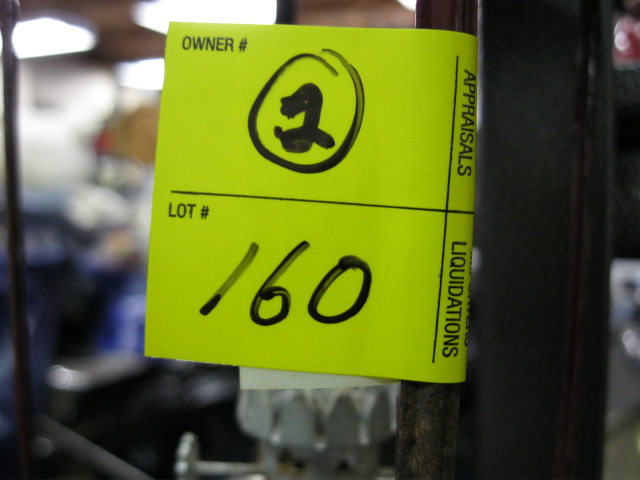 OWNER #
2
LOT #
160
APPRAISALS
LIQUIDATIONS